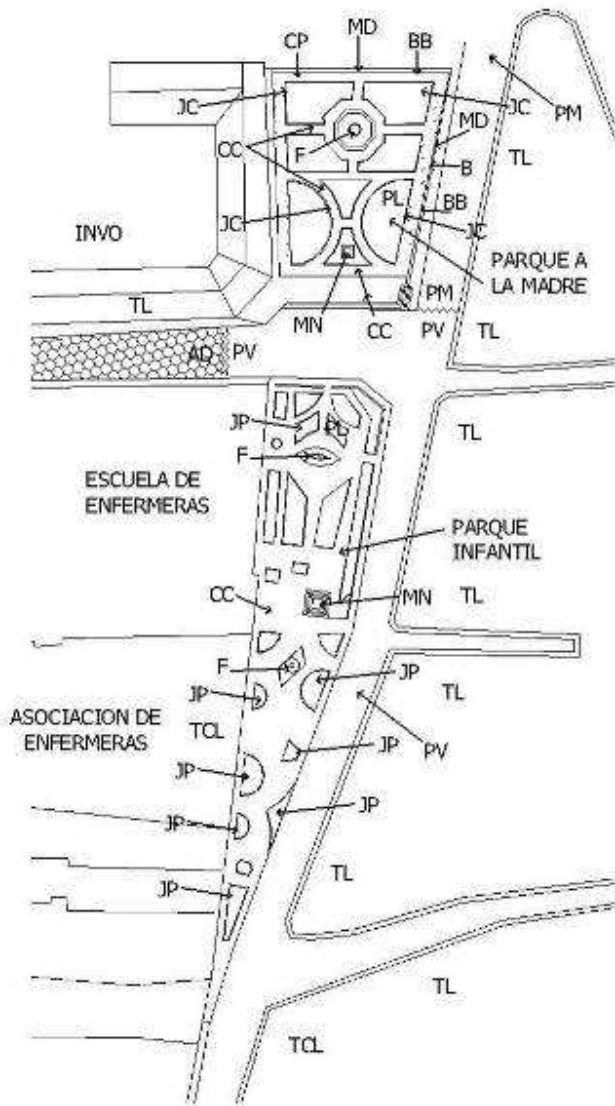 CP MD BB
JC JC PM
MD
CC F TL
B
PL BB
JC JC
INVO
PARQUE A
LA MADRE
TL PM
MN CC PV TL
AD PV
JP PL TL
F
ESCUELA DE
ENFERMERAS
PARQUE
INFANTIL
CC MN TL
F JP
JP TL
ASOCIACION DE
ENFERMERAS
TCL JP PV
JP
JP
JP
JP TL
TL
TCL